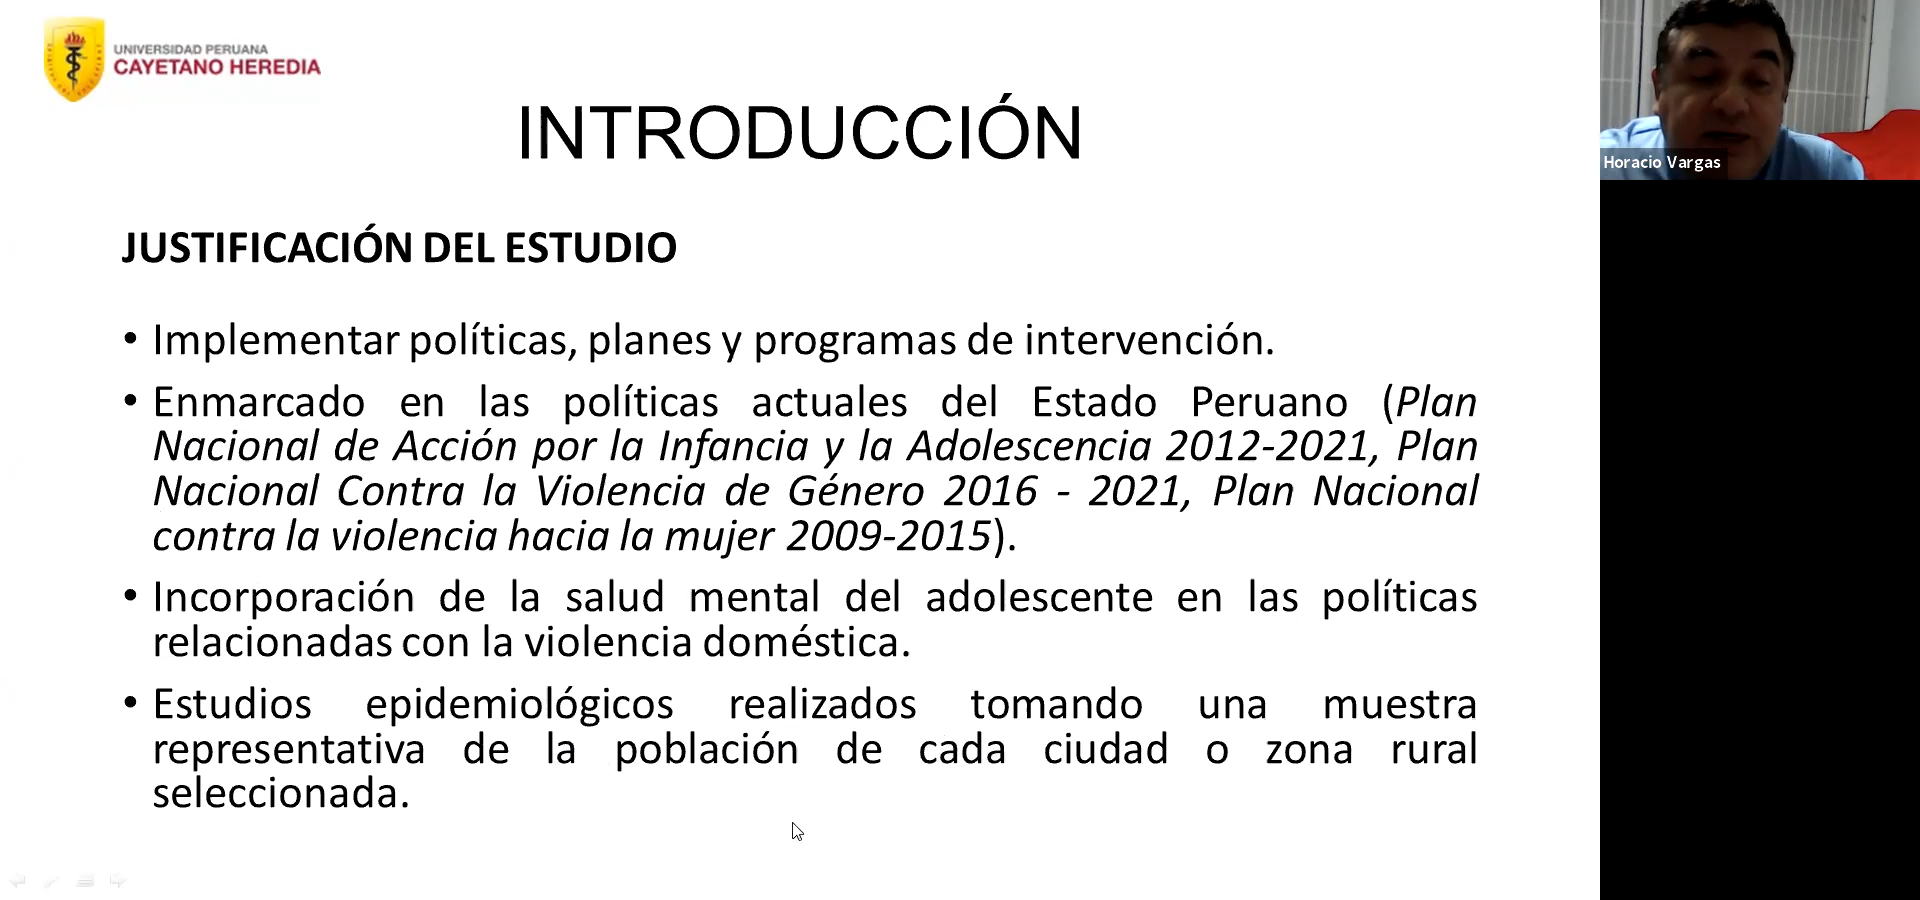 UNIVERSIDAD PERUANA
CAYETANO HEREDIA
INTRODUCCIÓN
Horacio Vargas
JUSTIFICACIÓN DEL ESTUDIO
• Implementar políticas, planes y programas de intervención.
• Enmarcado en las políticas actuales del Estado Peruano (Plan
Nacional de Acción por la Infancia y la Adolescencia 2012-2021, Plan
Nacional Contra la Violencia de Género 2016 - 2021, Plan Nacional
contra la violencia hacia la mujer 2009-2015).
• Incorporación de la salud mental del adolescente en las políticas
relacionadas con la violencia doméstica.
• Estudios epidemiológicos realizados tomando una muestra
representativa de la población de cada ciudad o zona rural
seleccionada.